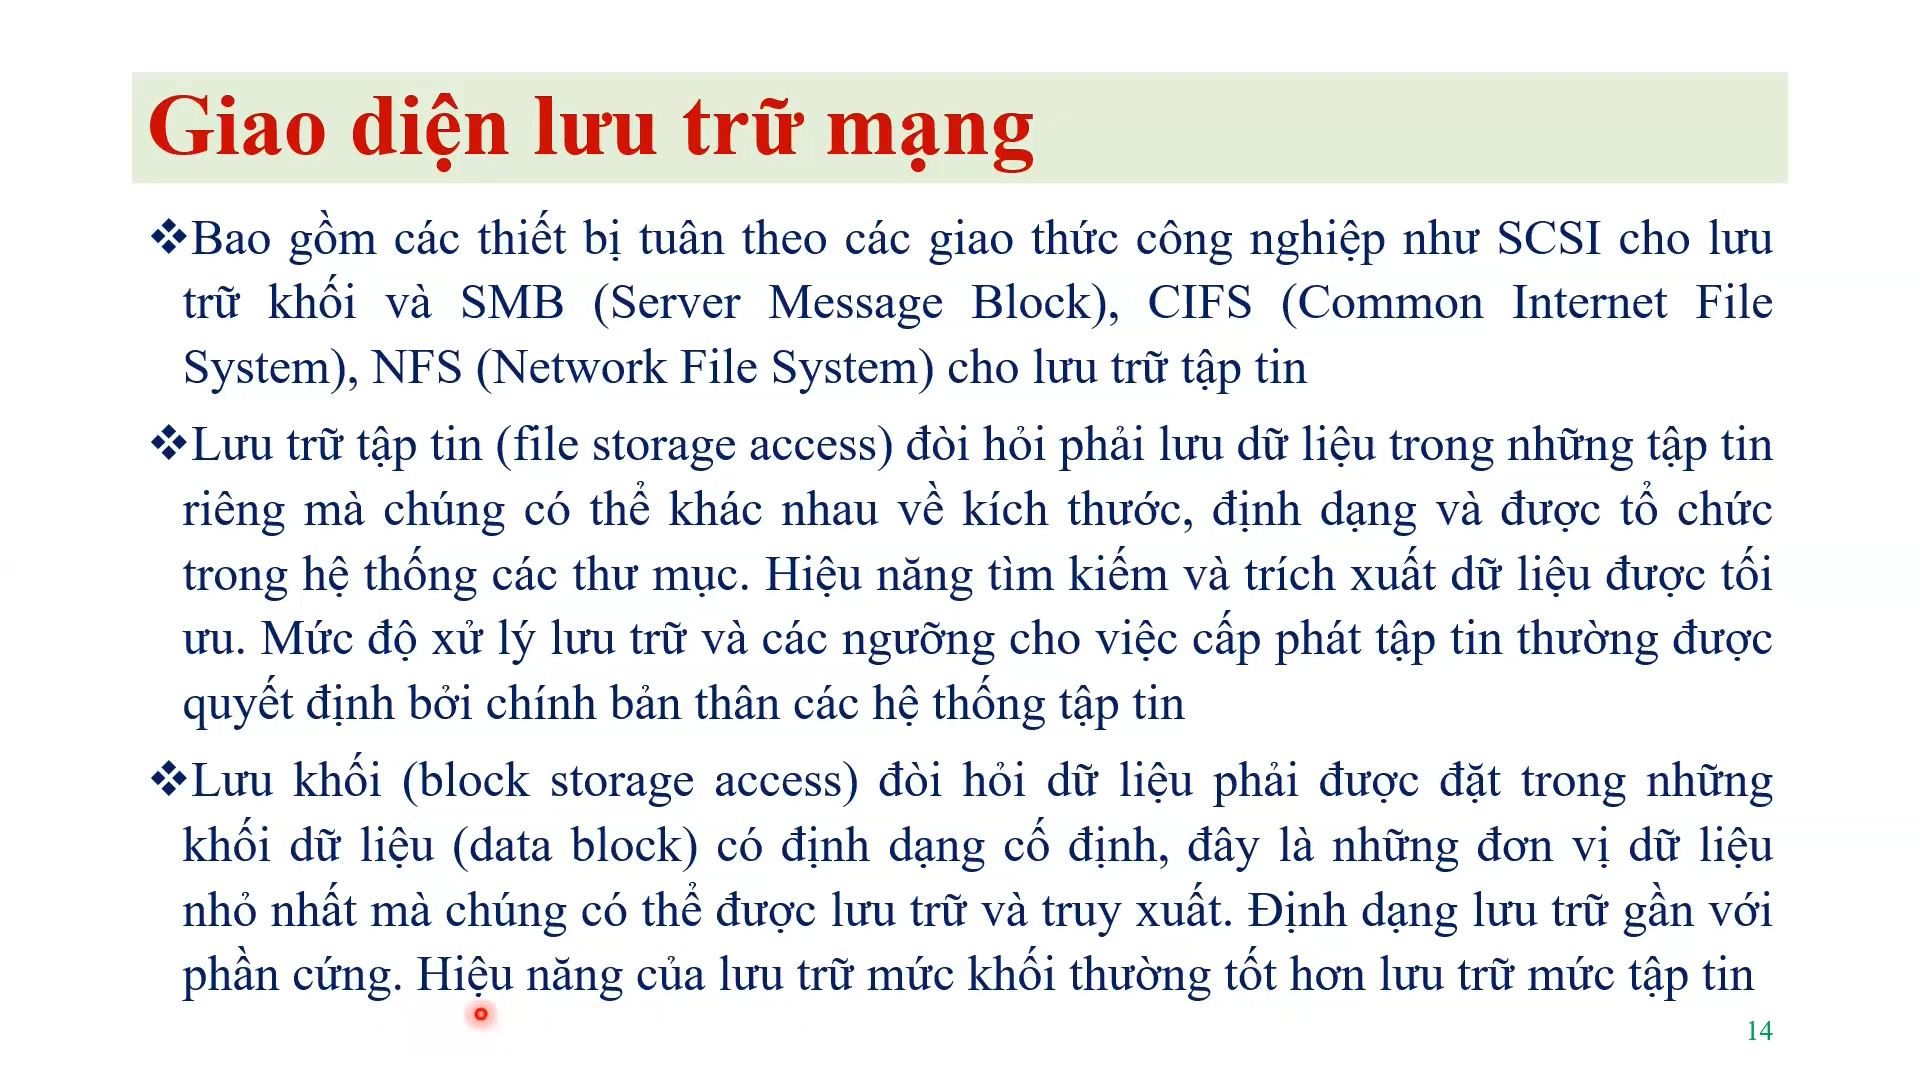 Giao diện lưu trữ mạng
❖Bao gồm các thiết bị tuân theo các giao thức công nghiệp như SCSI cho lưu
trữ khối và SMB (Server Message Block), CIFS (Common Internet File
System), NFS (Network File System) cho lưu trữ tập tin
❖Lưu trữ tập tin (file storage access) đòi hỏi phải lưu dữ liệu trong những tập tin
riêng mà chúng có thể khác nhau về kích thước, định dạng và được tổ chức
trong hệ thống các thư mục. Hiệu năng tìm kiếm và trích xuất dữ liệu được tối
ưu. Mức độ xử lý lưu trữ và các ngưỡng cho việc cấp phát tập tin thường được
quyết định bởi chính bản thân các hệ thống tập tin
❖Lưu khối (block storage access) đòi hỏi dữ liệu phải được đặt trong những
khối dữ liệu (data block) có định dạng cố định, đây là những đơn vị dữ liệu
nhỏ nhất mà chúng có thể được lưu trữ và truy xuất. Định dạng lưu trữ gần với
phần cứng. Hiệu năng của lưu trữ mức khối thường tốt hơn lưu trữ mức tập tin
14